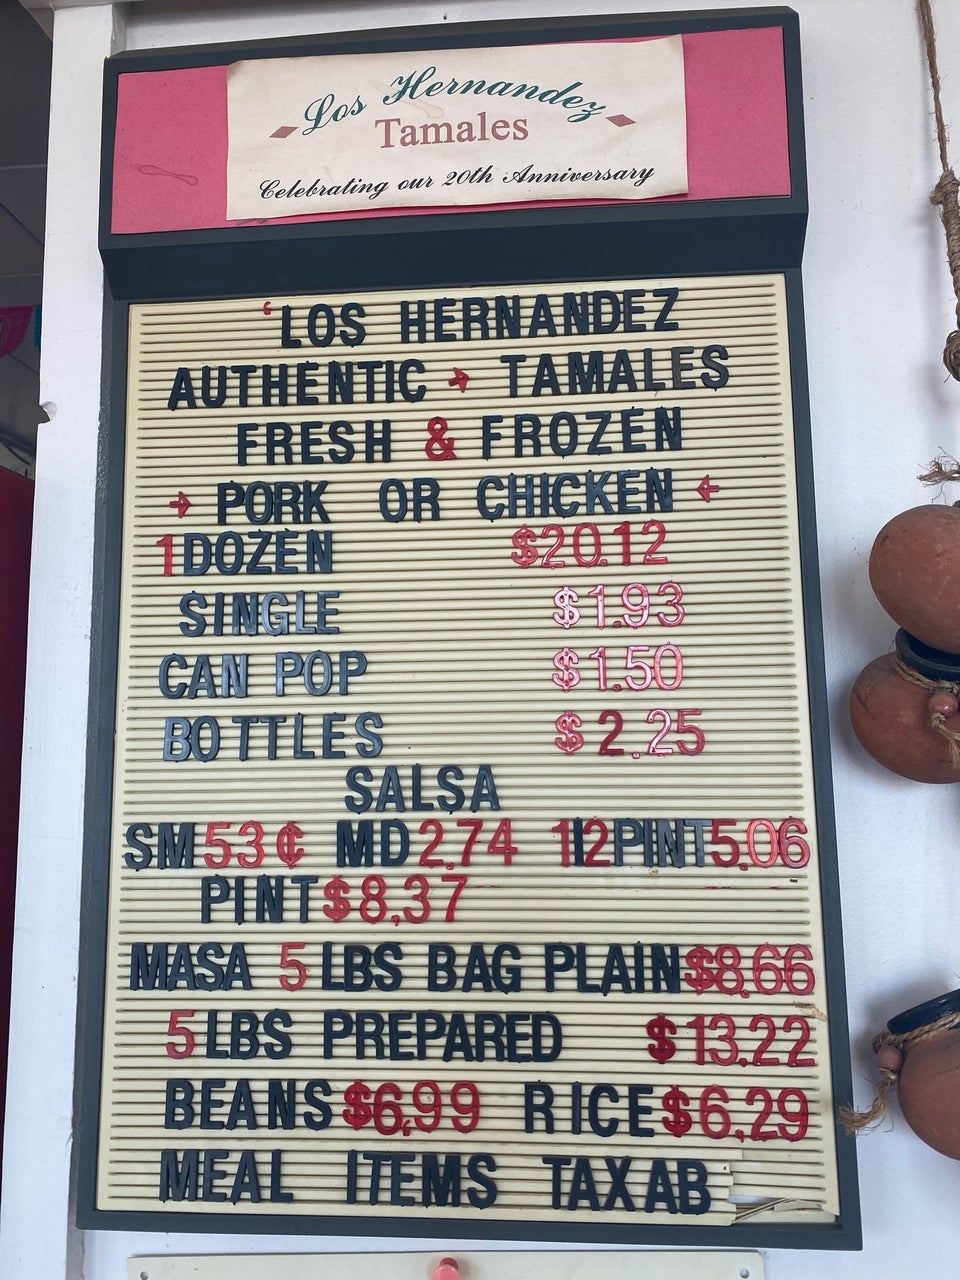 Los Hernandez
Tamales
Celebrating our 20th Anniversary
'LOS HERNANDEZ
AUTHENTIC → TAMALES
FRESH & FROZEN
→ PORK OR CHICKEN ←
1 DOZEN $20.12
SINGLE $1.93
CAN POP $1.50
BOTTLES $2.25
SALSA
SM 53¢ MD 2.74 1I2PINT 5.06
PINT $8,37
MASA 5 LBS BAG PLAIN $8.66
5 LBS PREPARED $13,22
BEANS $6,99 RICE $6,29
MEAL ITEMS TAXAB